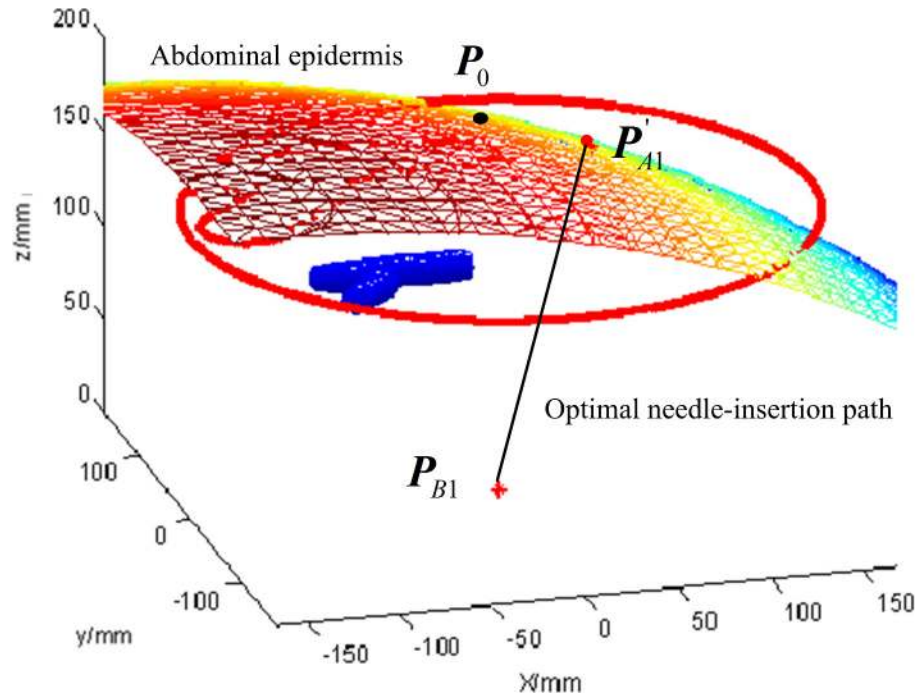 200
Abdominal epidermis
P0
150
P'A1
z/mm
100
50
Optimal needle-insertion path
0
PB1
100
0
-100
y/mm
-150
-100
-50
0
50
100
150
X/mm